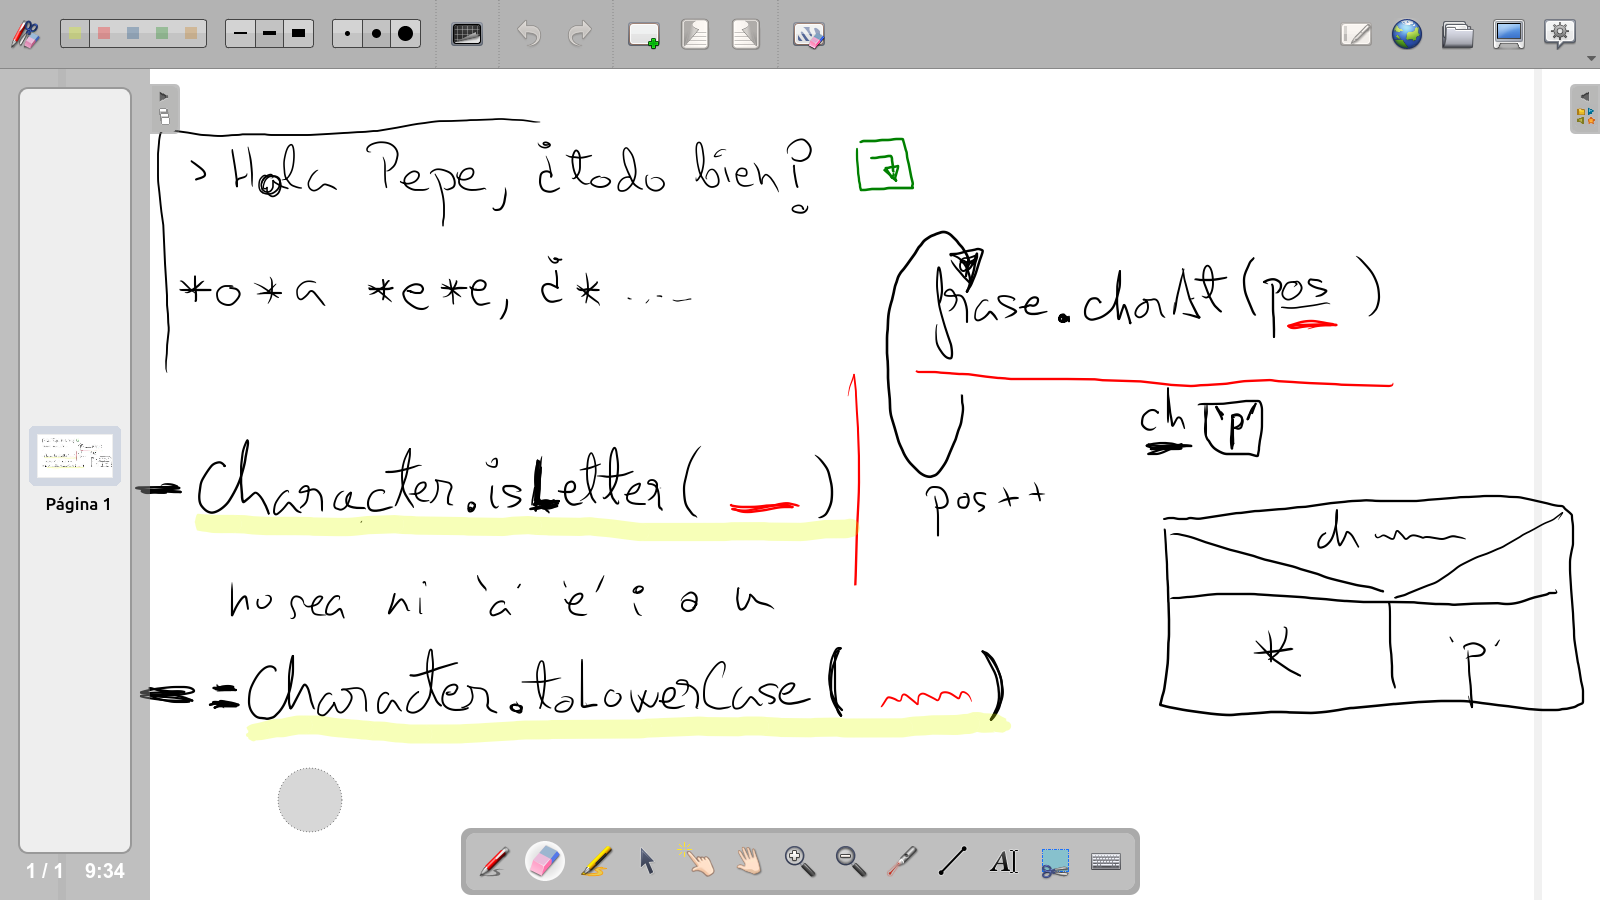 > Hola Pepe, ¿todo bien?
*o*a *e*e, ¿* ....
frase.charAt(pos)
ch 'p'
pos++
Character.isLetter( )
no sea ni 'a' 'e' i o u
= Character.toLowerCase( )
ch
* 'p'
Página 1
1 / 1 9:34
AI